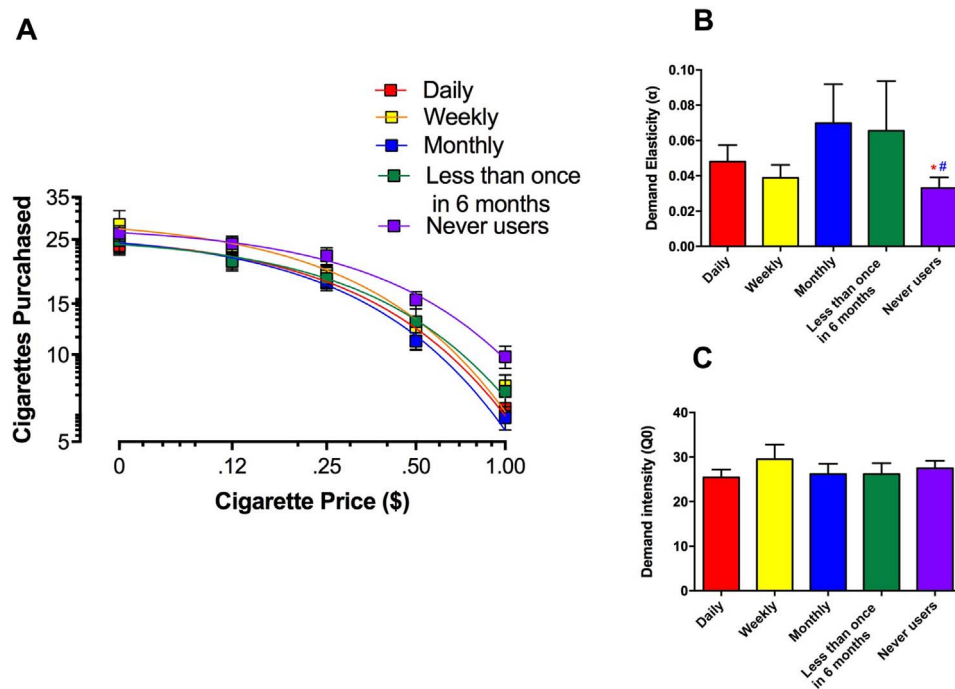 A
Daily
Weekly
Monthly
Less than once
in 6 months
Never users
35
25
15
10
5
Cigarettes Purcahased
0
.12
.25
.50
1.00
Cigarette Price ($)
B
0.10
0.08
0.06
0.04
0.02
0.00
Demand Elasticity (α)
*#
Daily
Weekly
Monthly
Less than once
in 6 months
Never users
C
40
30
20
10
0
Demand intensity (Q0)
Daily
Weekly
Monthly
Less than once
in 6 months
Never users